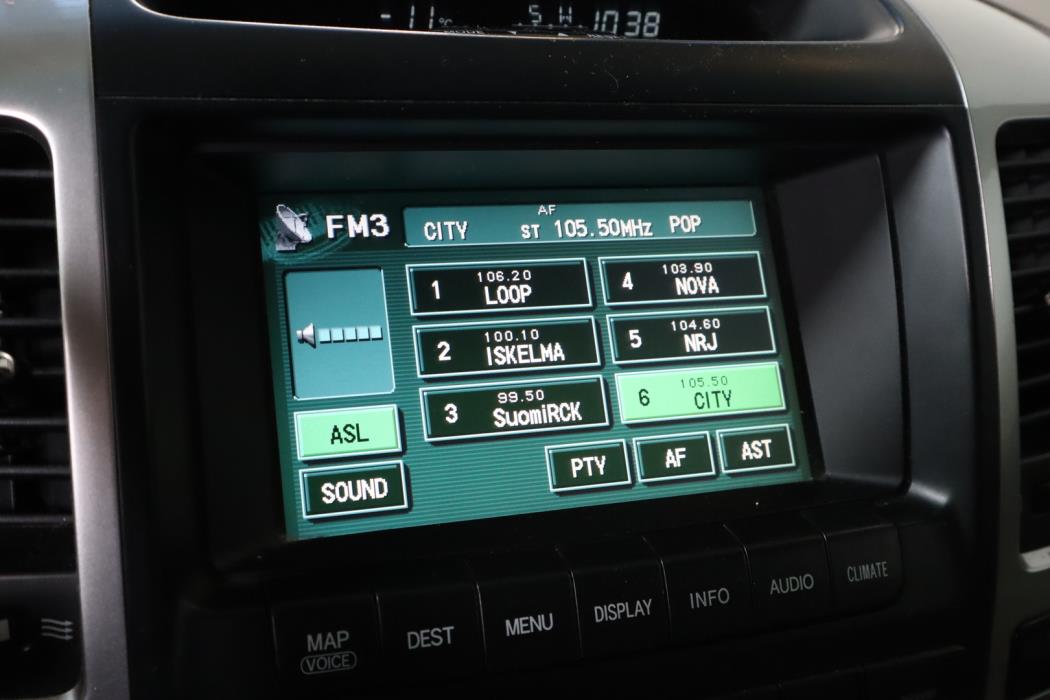 -11°C S W 10:38
FM3
AF
CITY ST 105.50MHz POP
1 106.20 LOOP
4 103.90 NOVA
2 100.10 ISKELMA
5 104.60 NRJ
3 99.50 SuomiRCK
6 105.50 CITY
ASL
SOUND
PTY
AF
AST
MAP
VOICE
DEST
MENU
DISPLAY
INFO
AUDIO
CLIMATE